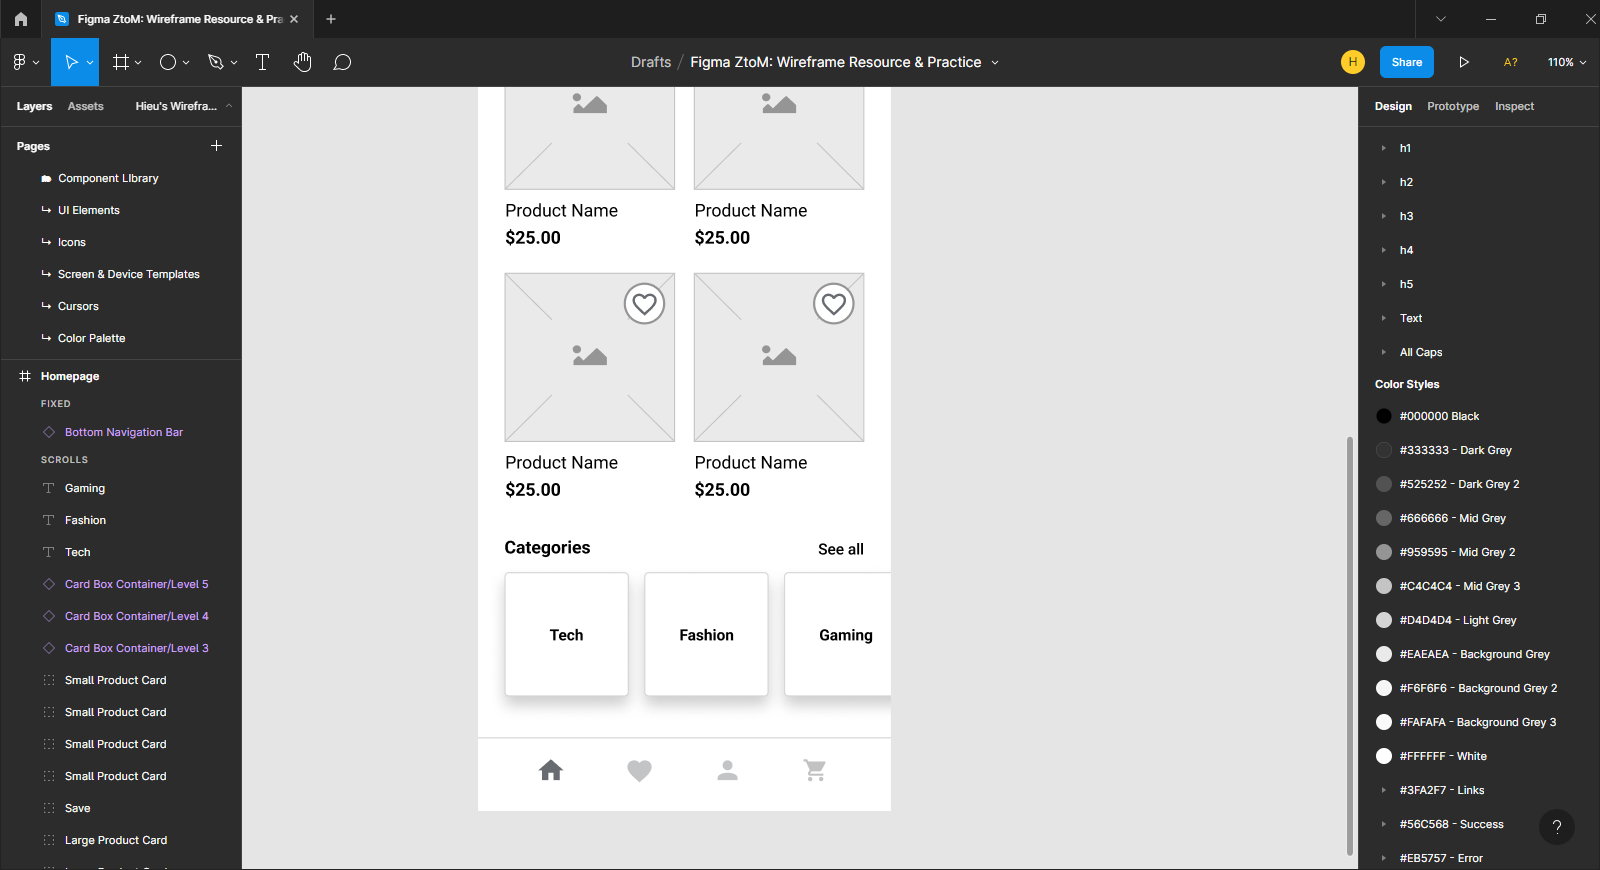 Figma ZtoM: Wireframe Resource & Pra
Drafts / Figma ZtoM: Wireframe Resource & Practice
H
Share
A?
110%
Layers
Assets
Hieu's Wirefra...
Pages
Component LIbrary
UI Elements
Icons
Screen & Device Templates
Cursors
Color Palette
Homepage
FIXED
Bottom Navigation Bar
SCROLLS
Gaming
Fashion
Tech
Card Box Container/Level 5
Card Box Container/Level 4
Card Box Container/Level 3
Small Product Card
Small Product Card
Small Product Card
Small Product Card
Save
Large Product Card
Product Name
$25.00
Product Name
$25.00
Product Name
$25.00
Product Name
$25.00
Categories
See all
Tech
Fashion
Gaming
Design
Prototype
Inspect
h1
h2
h3
h4
h5
Text
All Caps
Color Styles
#000000 Black
#333333 - Dark Grey
#525252 - Dark Grey 2
#666666 - Mid Grey
#959595 - Mid Grey 2
#C4C4C4 - Mid Grey 3
#D4D4D4 - Light Grey
#EAEAEA - Background Grey
#F6F6F6 - Background Grey 2
#FAFAFA - Background Grey 3
#FFFFFF - White
#3FA2F7 - Links
#56C568 - Success
#EB5757 - Error
?